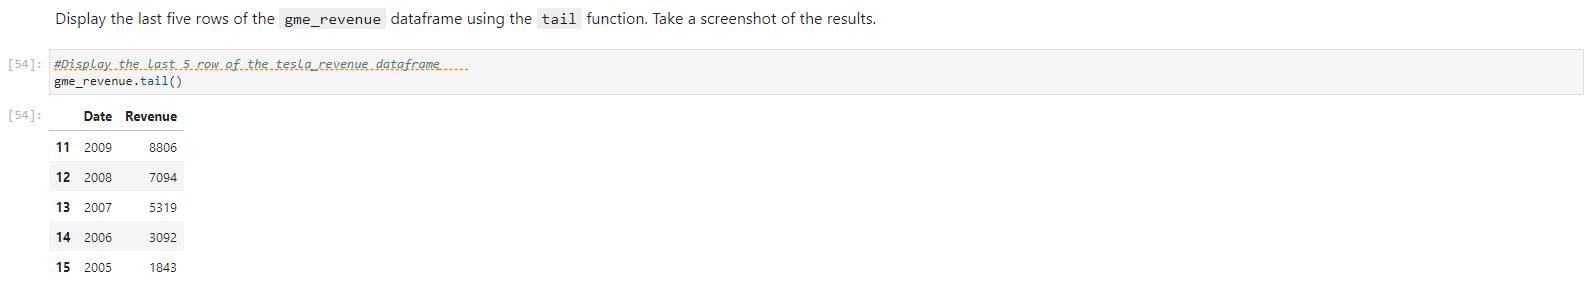 Display the last five rows of the gme_revenue dataframe using the tail function. Take a screenshot of the results.
[54]: #Display the last 5 row of the tesla_revenue dataframe
gme_revenue.tail()
[54]: Date Revenue
11 2009 8806
12 2008 7094
13 2007 5319
14 2006 3092
15 2005 1843